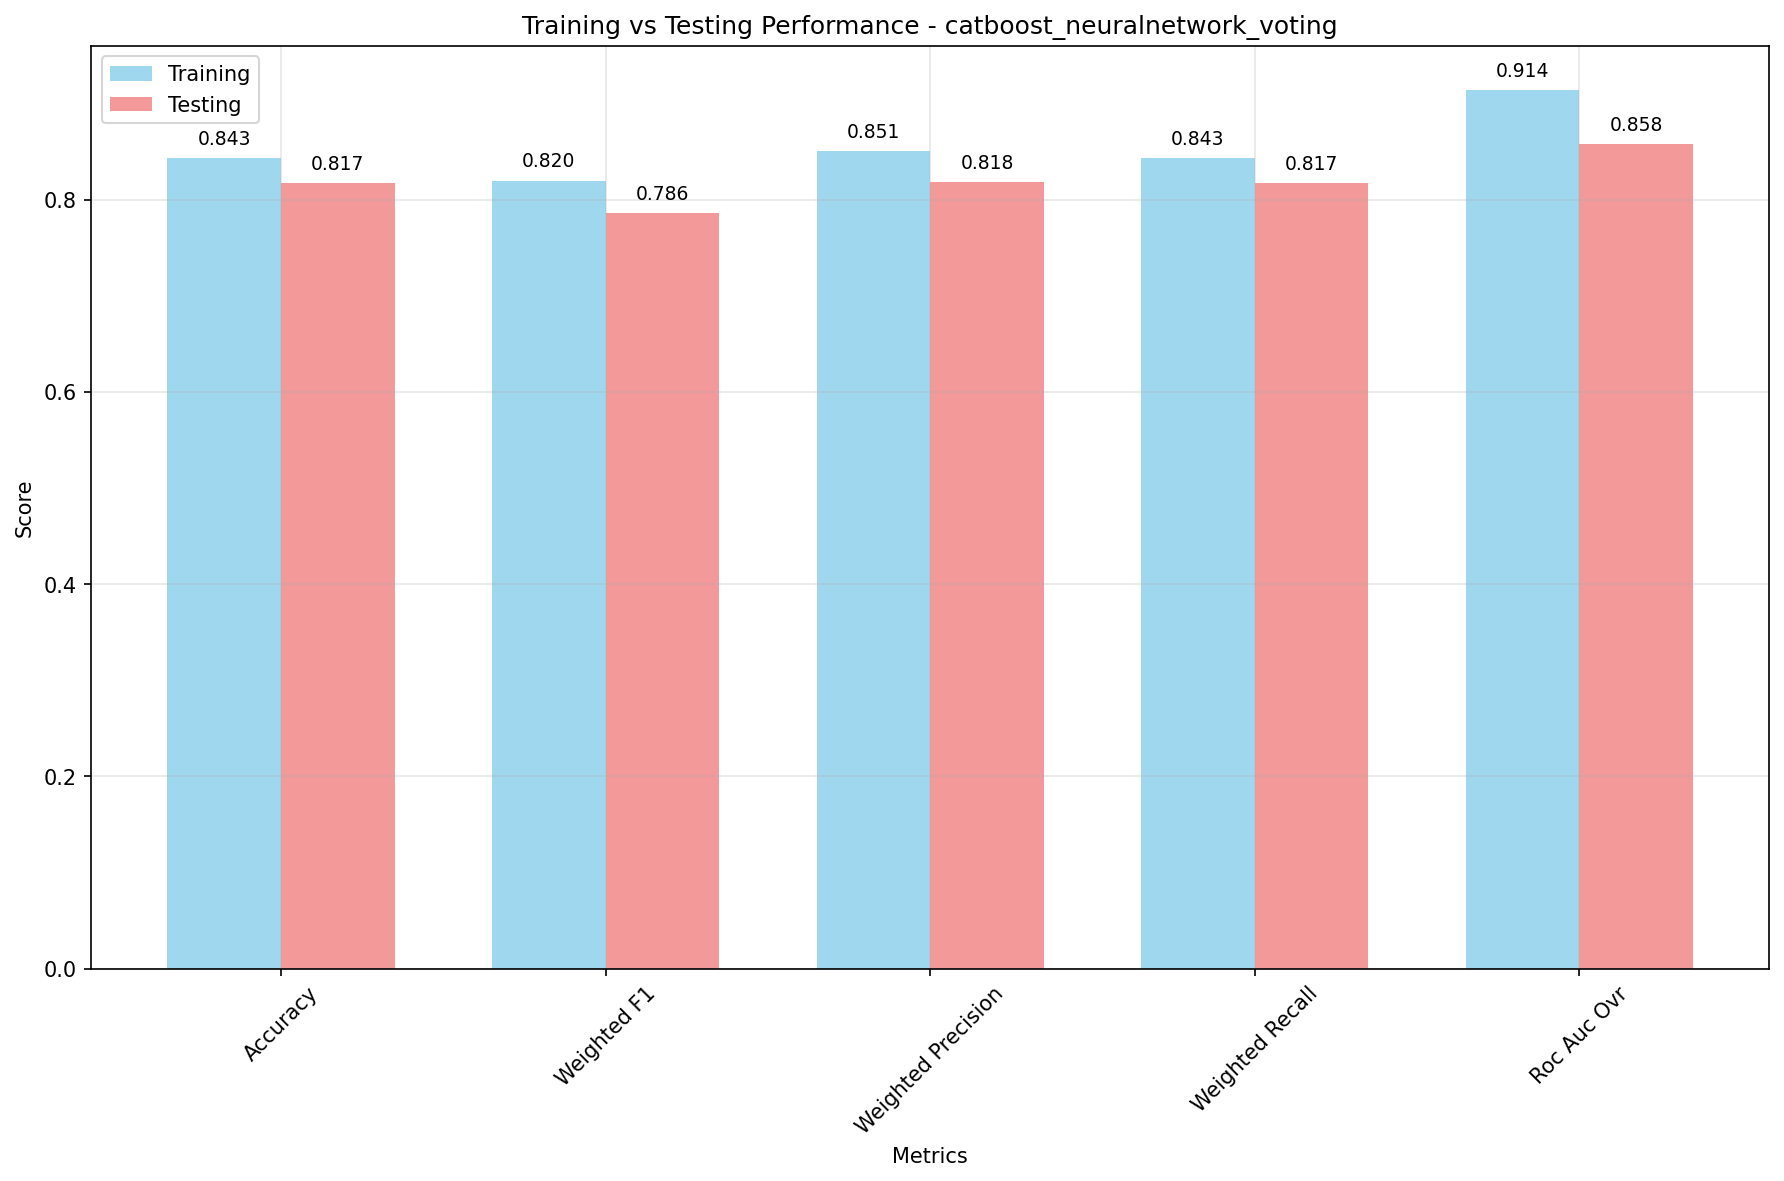 Training vs Testing Performance - catboost_neuralnetwork_voting
Training
Testing
0.843
0.817
0.820
0.786
0.851
0.818
0.843
0.817
0.914
0.858
Score
0.8
0.6
0.4
0.2
0.0
Accuracy
Weighted F1
Weighted Precision
Weighted Recall
Roc Auc Ovr
Metrics